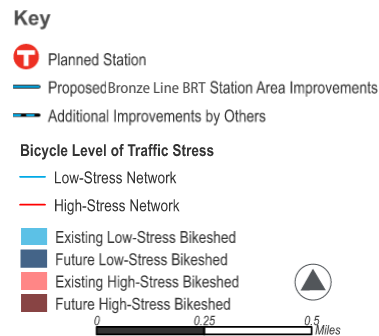 Key
T Planned Station
Proposed Bronze Line BRT Station Area Improvements
Additional Improvements by Others
Bicycle Level of Traffic Stress
Low-Stress Network
High-Stress Network
Existing Low-Stress Bikeshed
Future Low-Stress Bikeshed
Existing High-Stress Bikeshed
Future High-Stress Bikeshed
0 0.25 0.5
Miles